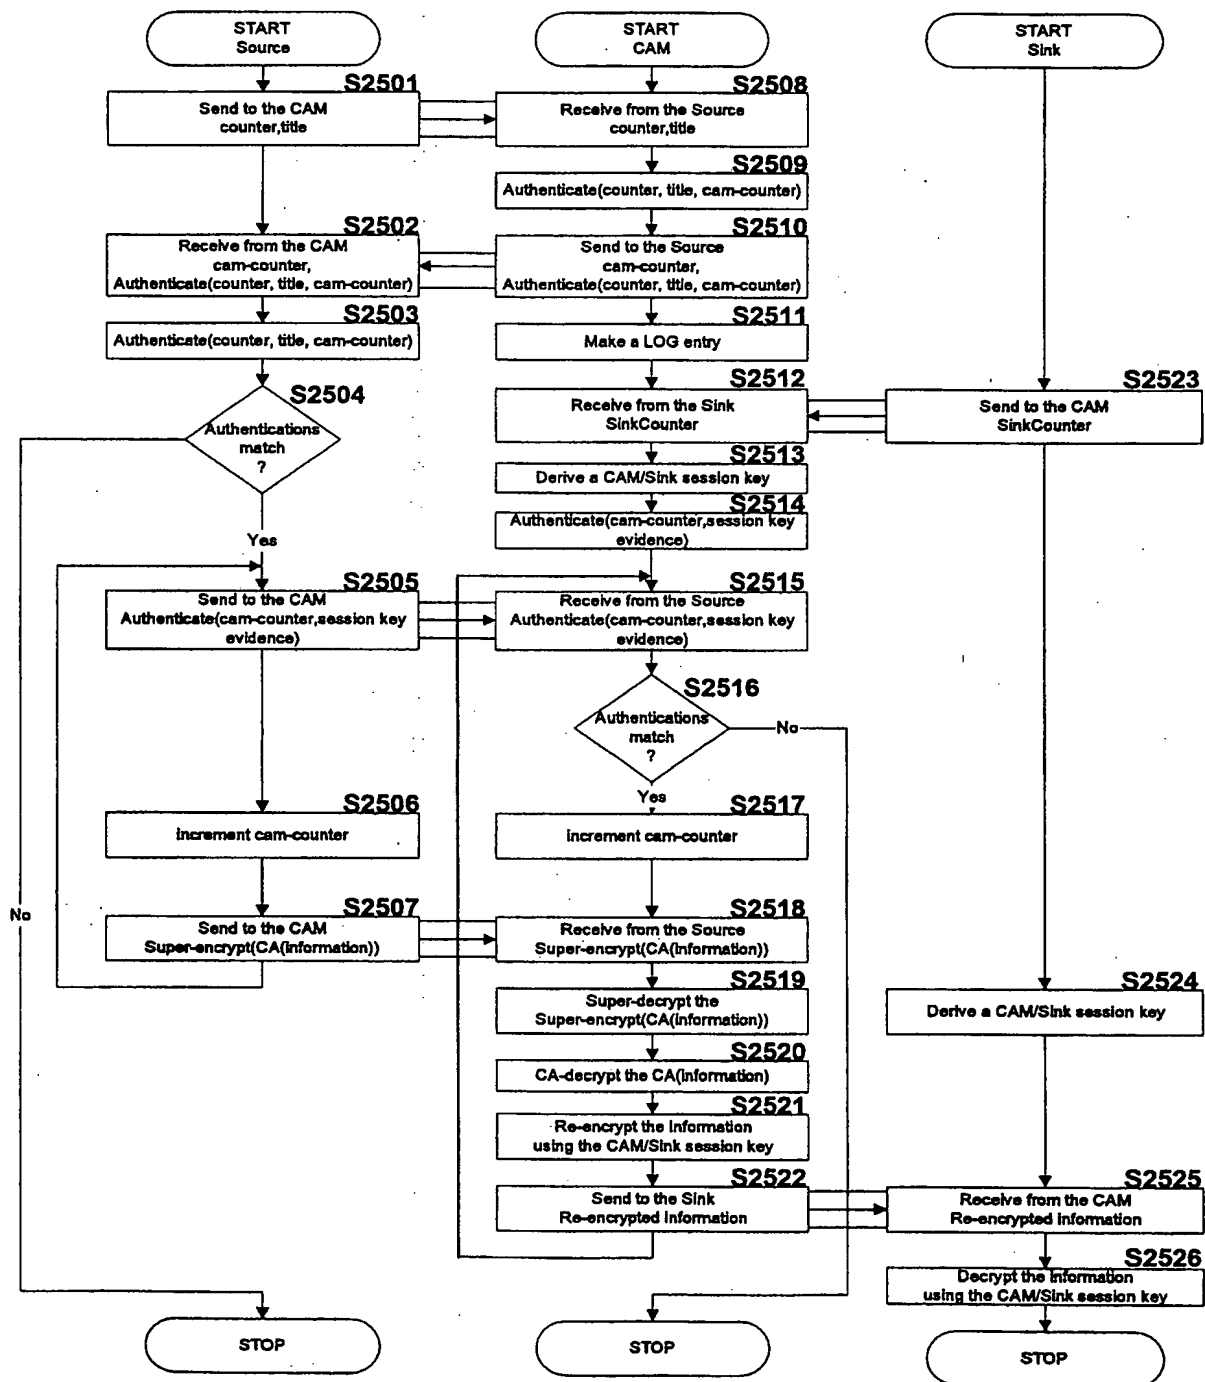 START
Source
S2501
Send to the CAM
counter,title
S2502
Receive from the CAM
cam-counter,
Authenticate(counter, title, cam-counter)
S2503
Authenticate(counter, title, cam-counter)
S2504
Authentications
match
?
Yes
No
S2505
Send to the CAM
Authenticate(cam-counter,session key
evidence)
S2506
increment cam-counter
S2507
Send to the CAM
Super-encrypt(CA(information))
STOP
START
CAM
S2508
Receive from the Source
counter,title
S2509
Authenticate(counter, title, cam-counter)
S2510
Send to the Source
cam-counter,
Authenticate(counter, title, cam-counter)
S2511
Make a LOG entry
S2512
Receive from the Sink
SinkCounter
S2513
Derive a CAM/Sink session key
S2514
Authenticate(cam-counter,session key
evidence)
S2515
Receive from the Source
Authenticate(cam-counter,session key
evidence)
S2516
Authentications
match
?
No
Yes
S2517
increment cam-counter
S2518
Receive from the Source
Super-encrypt(CA(information))
S2519
Super-decrypt the
Super-encrypt(CA(information))
S2520
CA-decrypt the CA(information)
S2521
Re-encrypt the information
using the CAM/Sink session key
S2522
Send to the Sink
Re-encrypted information
STOP
START
Sink
S2523
Send to the CAM
SinkCounter
S2524
Derive a CAM/Sink session key
S2525
Receive from the CAM
Re-encrypted information
S2526
Decrypt the information
using the CAM/Sink session key
STOP